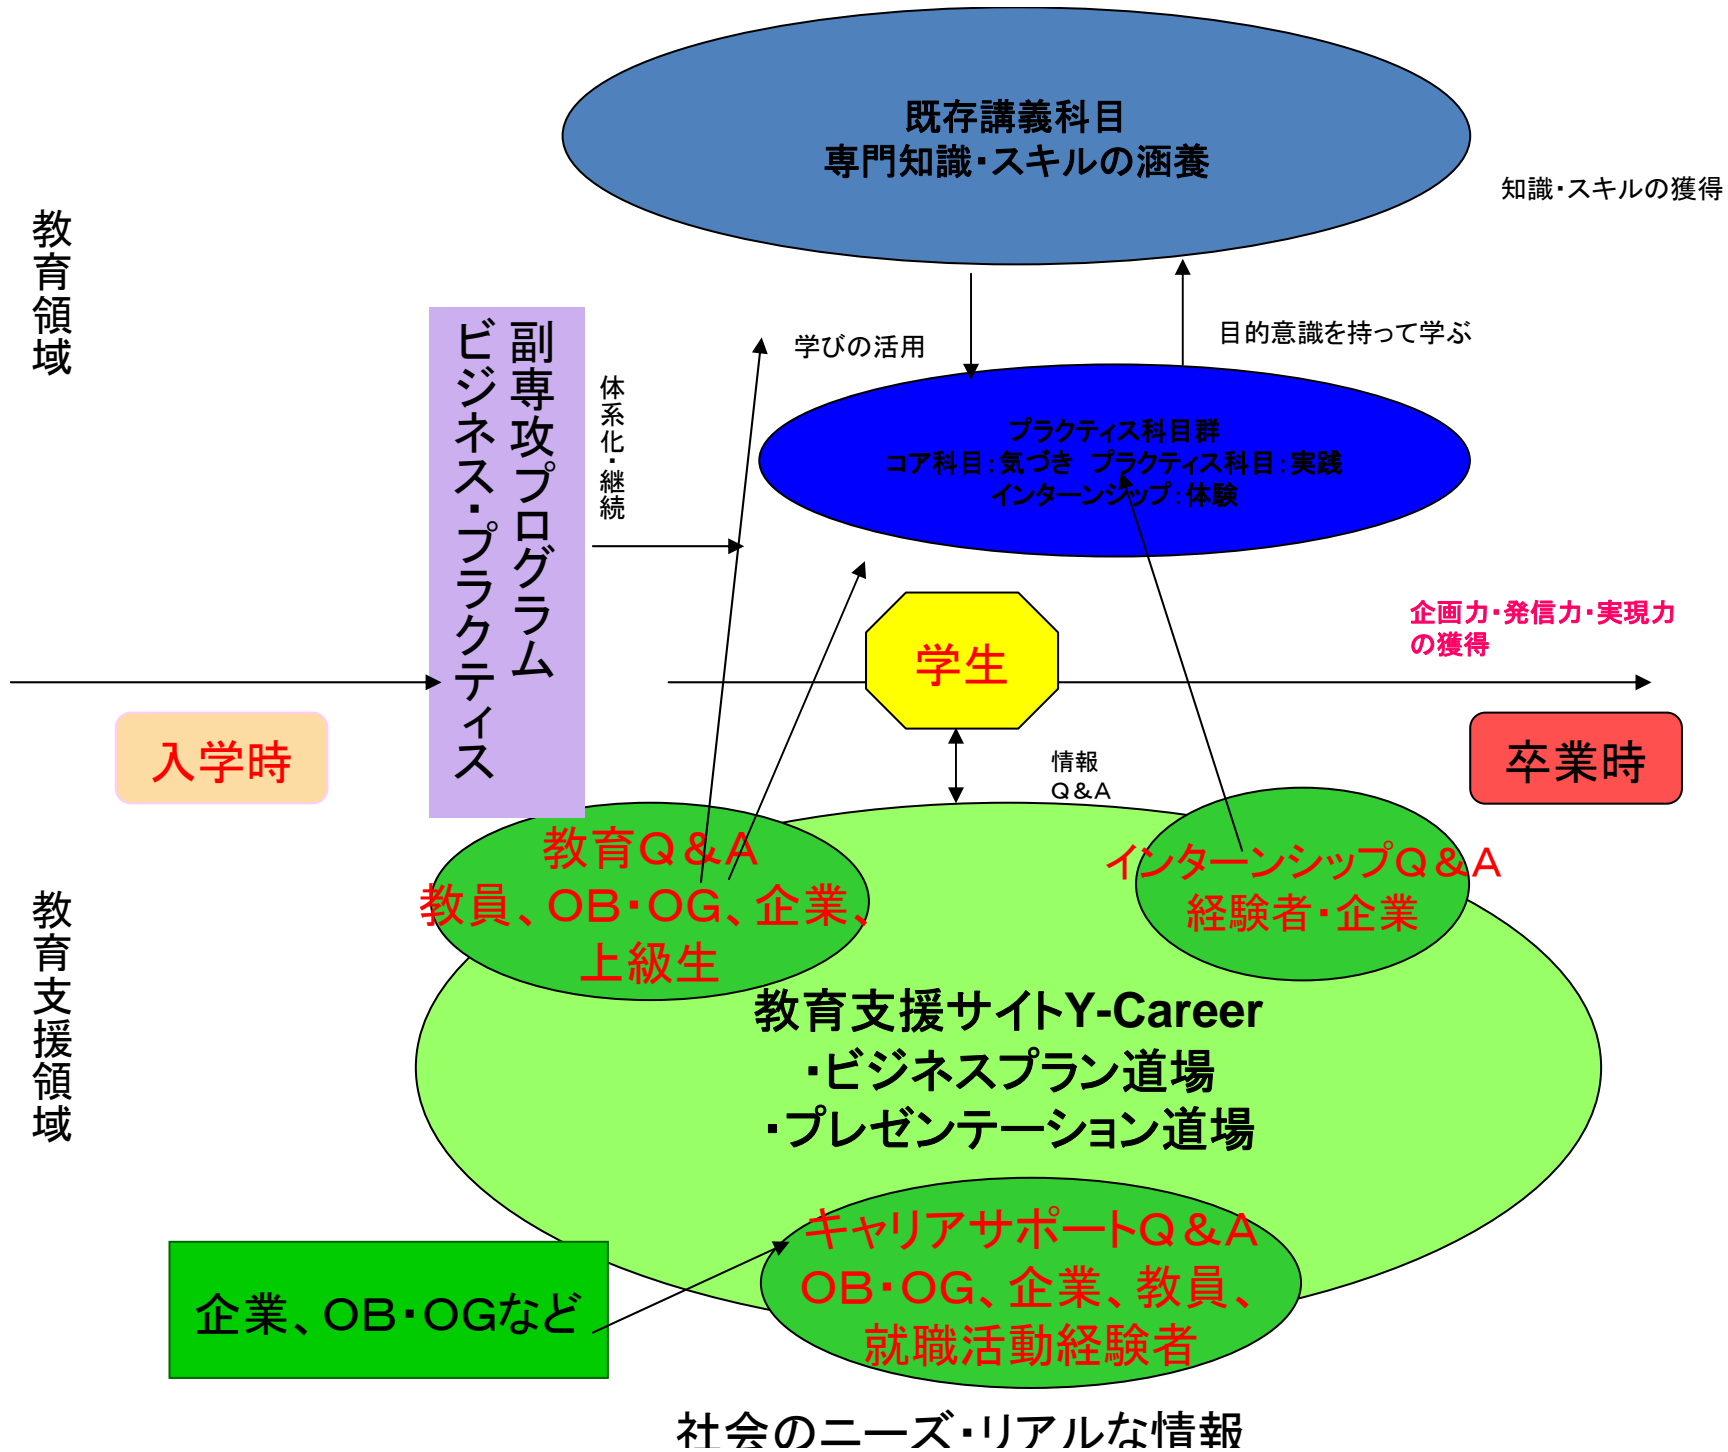 既存講義科目
専門知識・スキルの涵養
知識・スキルの獲得
教育領域
副専攻プログラム
ビジネス・プラクティス
体系化・継続
学びの活用
目的意識を持って学ぶ
プラクティス科目群
コア科目：気づき　プラクティス科目：実践
インターンシップ：体験
学生
企画力・発信力・実現力
の獲得
入学時
卒業時
情報
Ｑ＆Ａ
教育Ｑ＆Ａ
教員、ＯＢ・ＯＧ、企業、
上級生
インターンシップＱ＆Ａ
経験者・企業
教育支援領域
教育支援サイトY-Career
・ビジネスプラン道場
・プレゼンテーション道場
キャリアサポートＱ＆Ａ
ＯＢ・ＯＧ、企業、教員、
就職活動経験者
企業、ＯＢ・ＯＧなど
社会のニーズ・リアルな情報